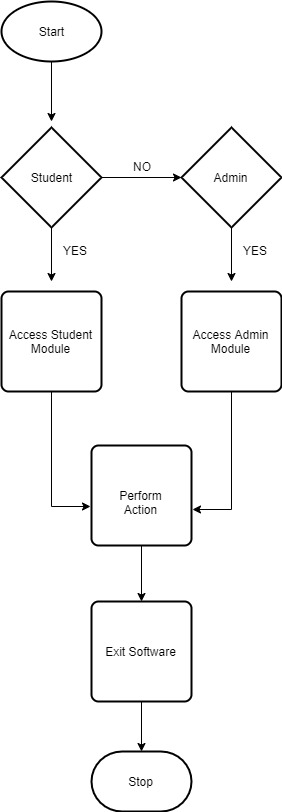 Start
Student
NO
Admin
YES
YES
Access Student
Module
Access Admin
Module
Perform
Action
Exit Software
Stop